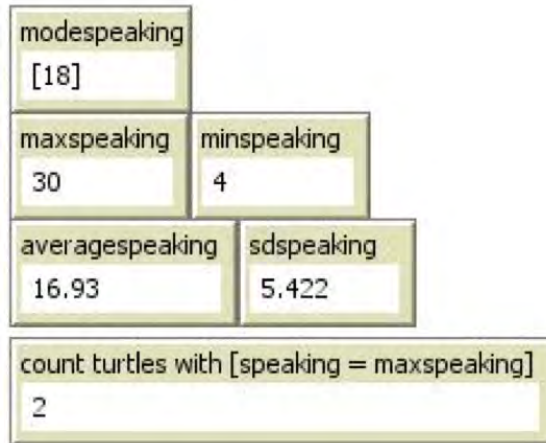 modespeaking
[18]
maxspeaking minspeaking
30 4
averagespeaking sdspeaking
16.93 5.422
count turtles with [speaking = maxspeaking]
2